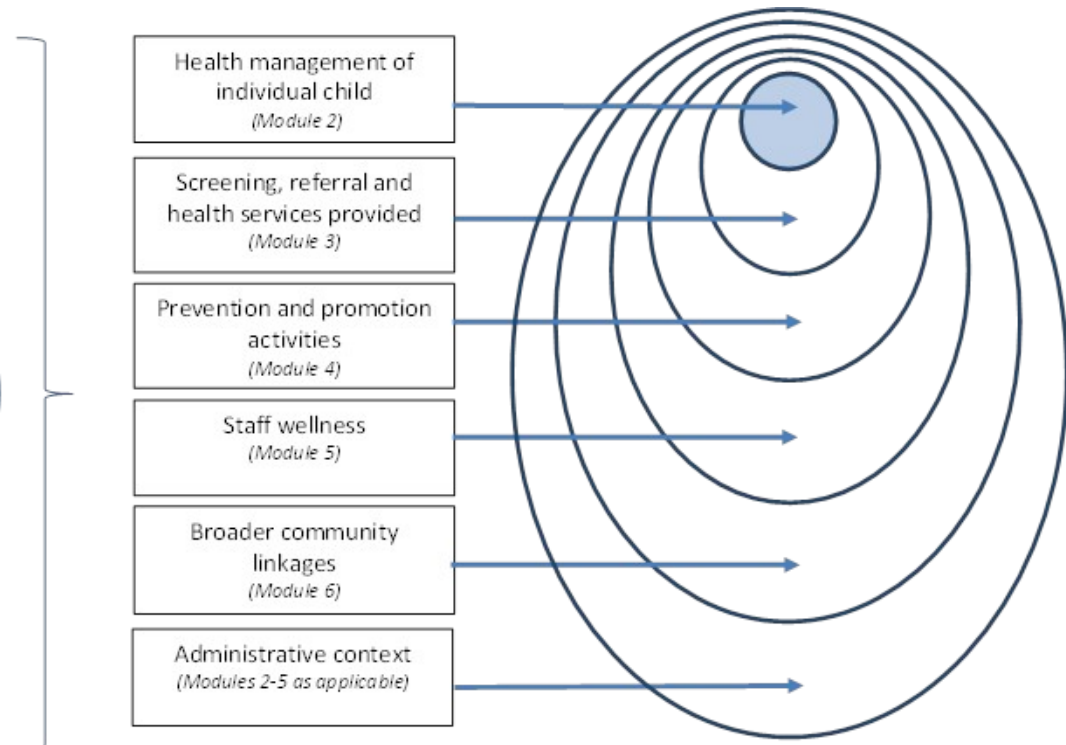 Health management of
individual child
(Module 2)
Screening, referral and
health services provided
(Module 3)
Prevention and promotion
activities
(Module 4)
Staff wellness
(Module 5)
Broader community
linkages
(Module 6)
Administrative context
(Modules 2-5 as applicable)